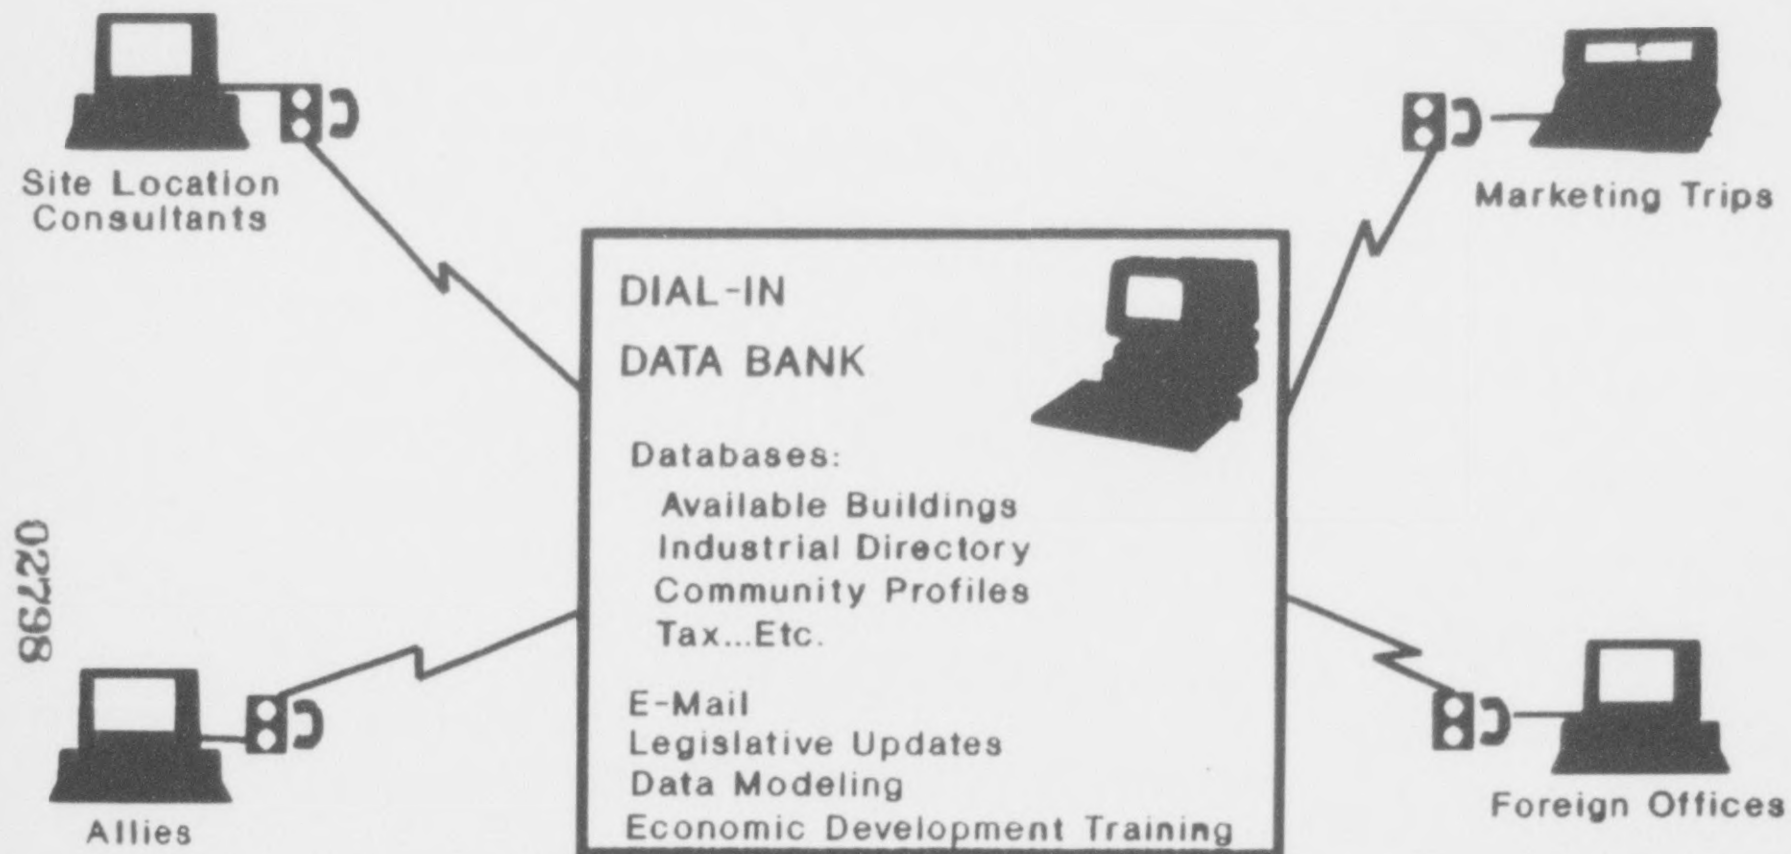 Site Location
Consultants
Marketing Trips
DIAL-IN
DATA BANK
Databases:
Available Buildings
Industrial Directory
Community Profiles
Tax...Etc.
E-Mail
Legislative Updates
Data Modeling
Economic Development Training
Allies
Foreign Offices
027798